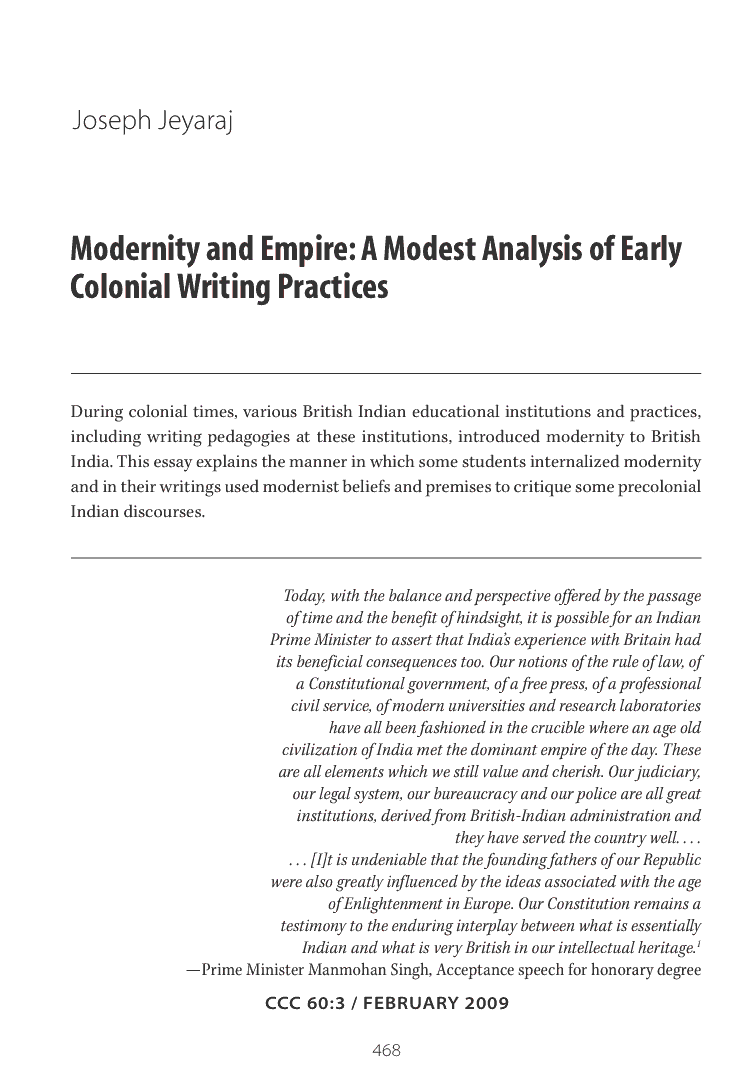 Joseph Jeyaraj
Modernity and Empire: A Modest Analysis of Early
Colonial Writing Practices
During colonial times, various British Indian educational institutions and practices,
including writing pedagogies at these institutions, introduced modernity to British
India. This essay explains the manner in which some students internalized modernity
and in their writings used modernist beliefs and premises to critique some precolonial
Indian discourses.
Today, with the balance and perspective offered by the passage
of time and the benefit of hindsight, it is possible for an Indian
Prime Minister to assert that India's experience with Britain had
its beneficial consequences too. Our notions of the rule of law, of
a Constitutional government, of a free press, of a professional
civil service, of modern universities and research laboratories
have all been fashioned in the crucible where an age old
civilization of India met the dominant empire of the day. These
are all elements which we still value and cherish. Our judiciary,
our legal system, our bureaucracy and our police are all great
institutions, derived from British-Indian administration and
they have served the country well. . . .
. . . [I]t is undeniable that the founding fathers of our Republic
were also greatly influenced by the ideas associated with the age
of Enlightenment in Europe. Our Constitution remains a
testimony to the enduring interplay between what is essentially
Indian and what is very British in our intellectual heritage.¹
—Prime Minister Manmohan Singh, Acceptance speech for honorary degree
CCC 60:3 / FEBRUARY 2009
468